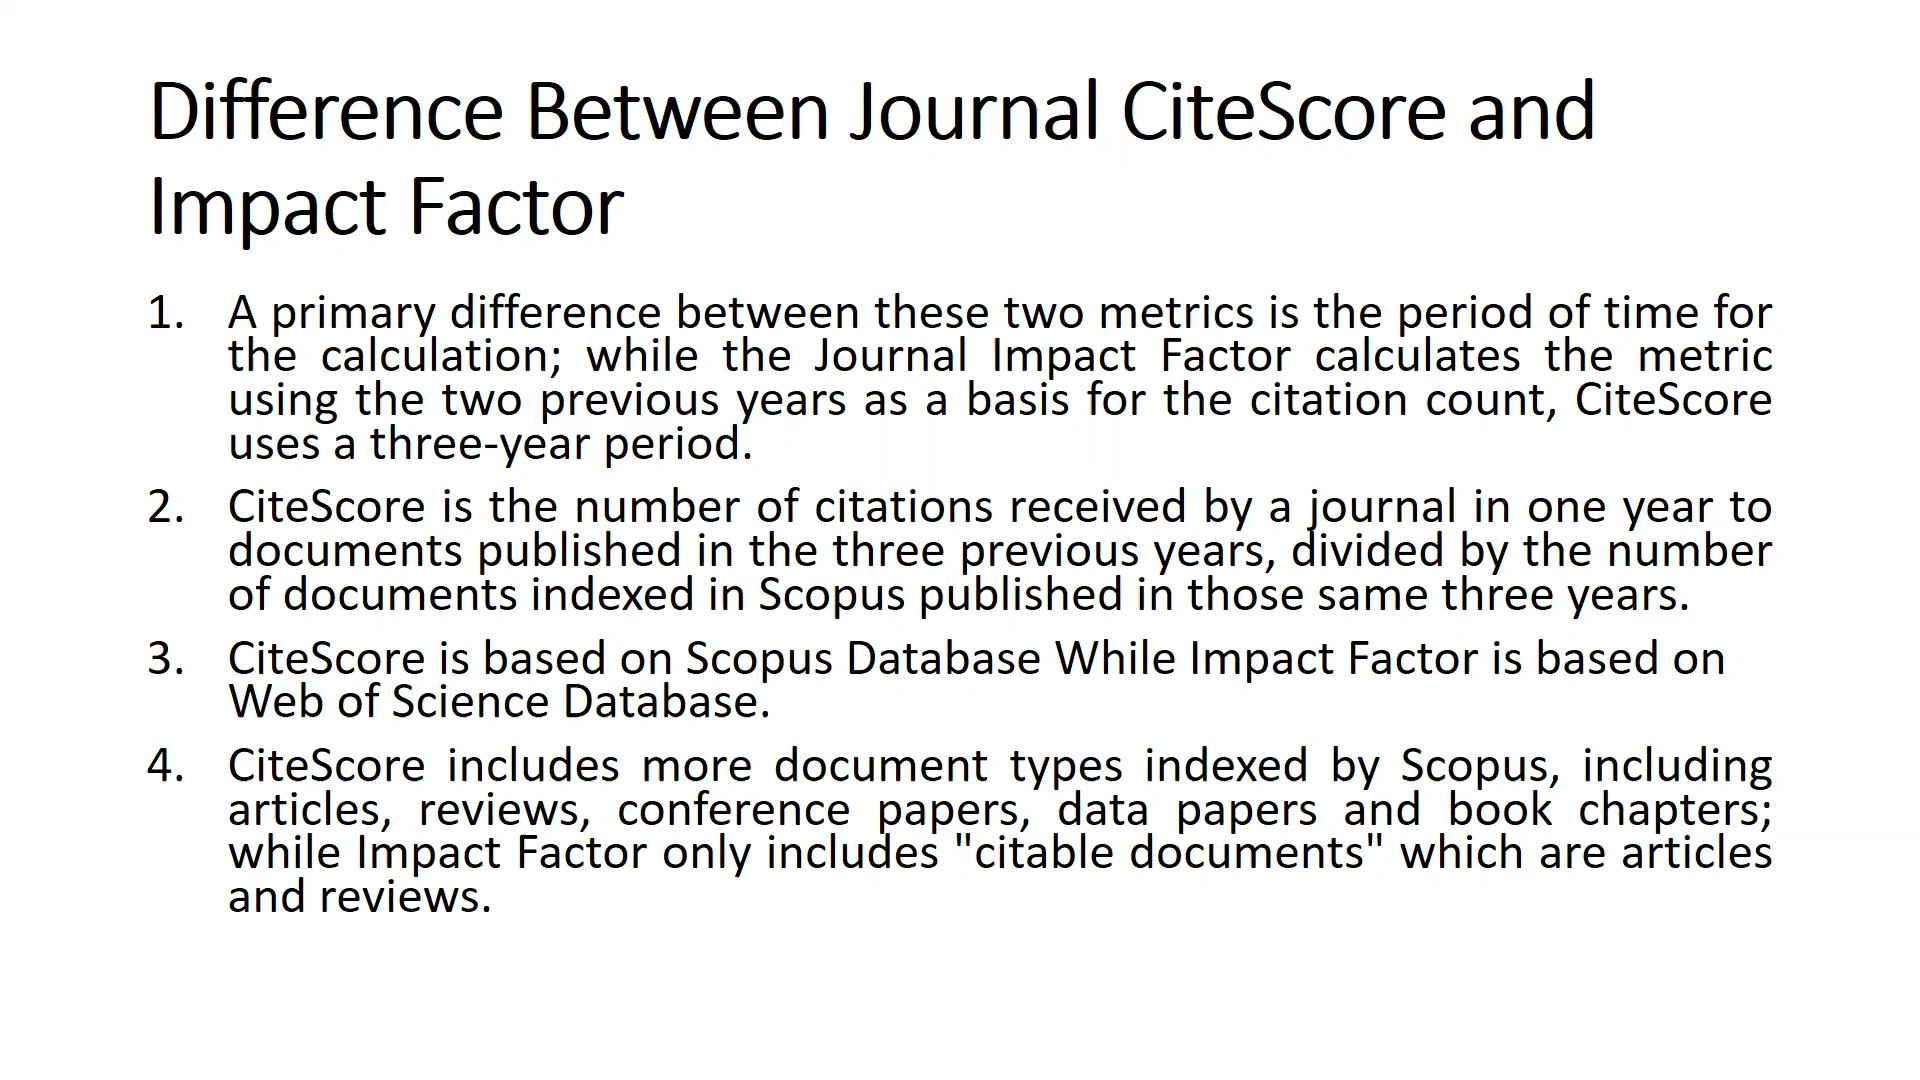 Difference Between Journal CiteScore and
Impact Factor
1. A primary difference between these two metrics is the period of time for
the calculation; while the Journal Impact Factor calculates the metric
using the two previous years as a basis for the citation count, CiteScore
uses a three-year period.
2. CiteScore is the number of citations received by a journal in one year to
documents published in the three previous years, divided by the number
of documents indexed in Scopus published in those same three years.
3. CiteScore is based on Scopus Database While Impact Factor is based on
Web of Science Database.
4. CiteScore includes more document types indexed by Scopus, including
articles, reviews, conference papers, data papers and book chapters;
while Impact Factor only includes "citable documents" which are articles
and reviews.